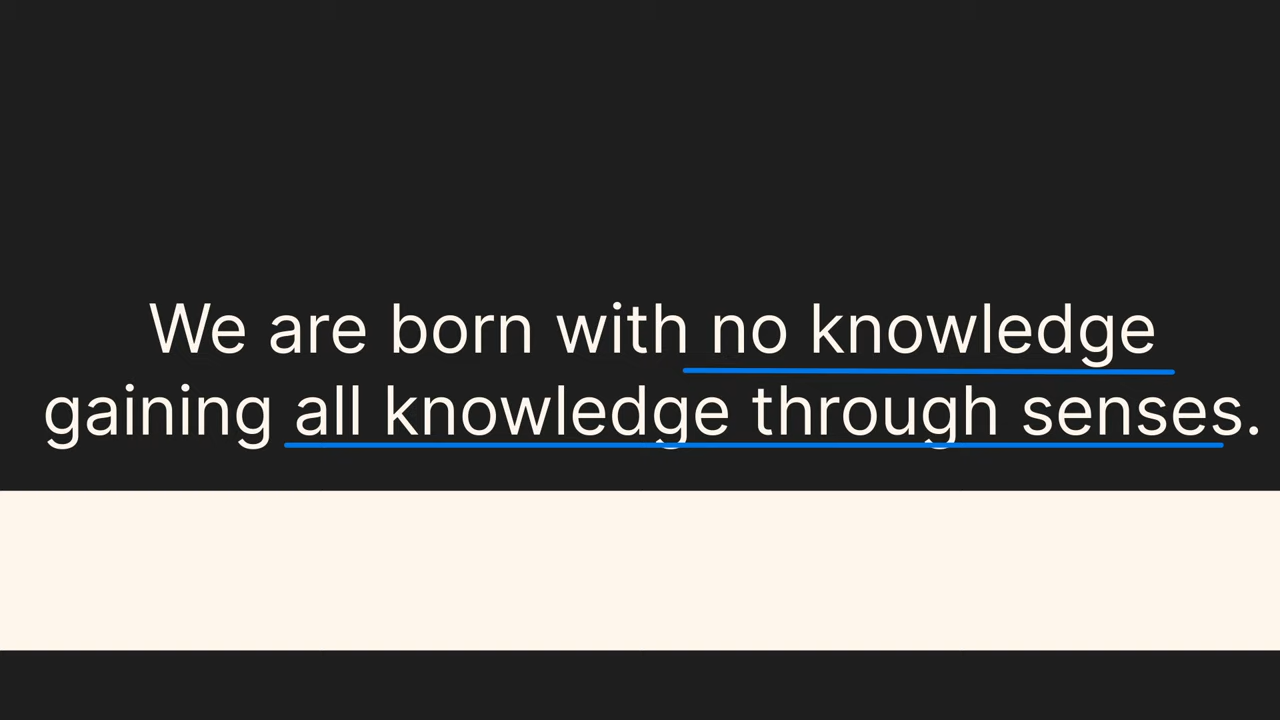 We are born with no knowledge
gaining all knowledge through senses.